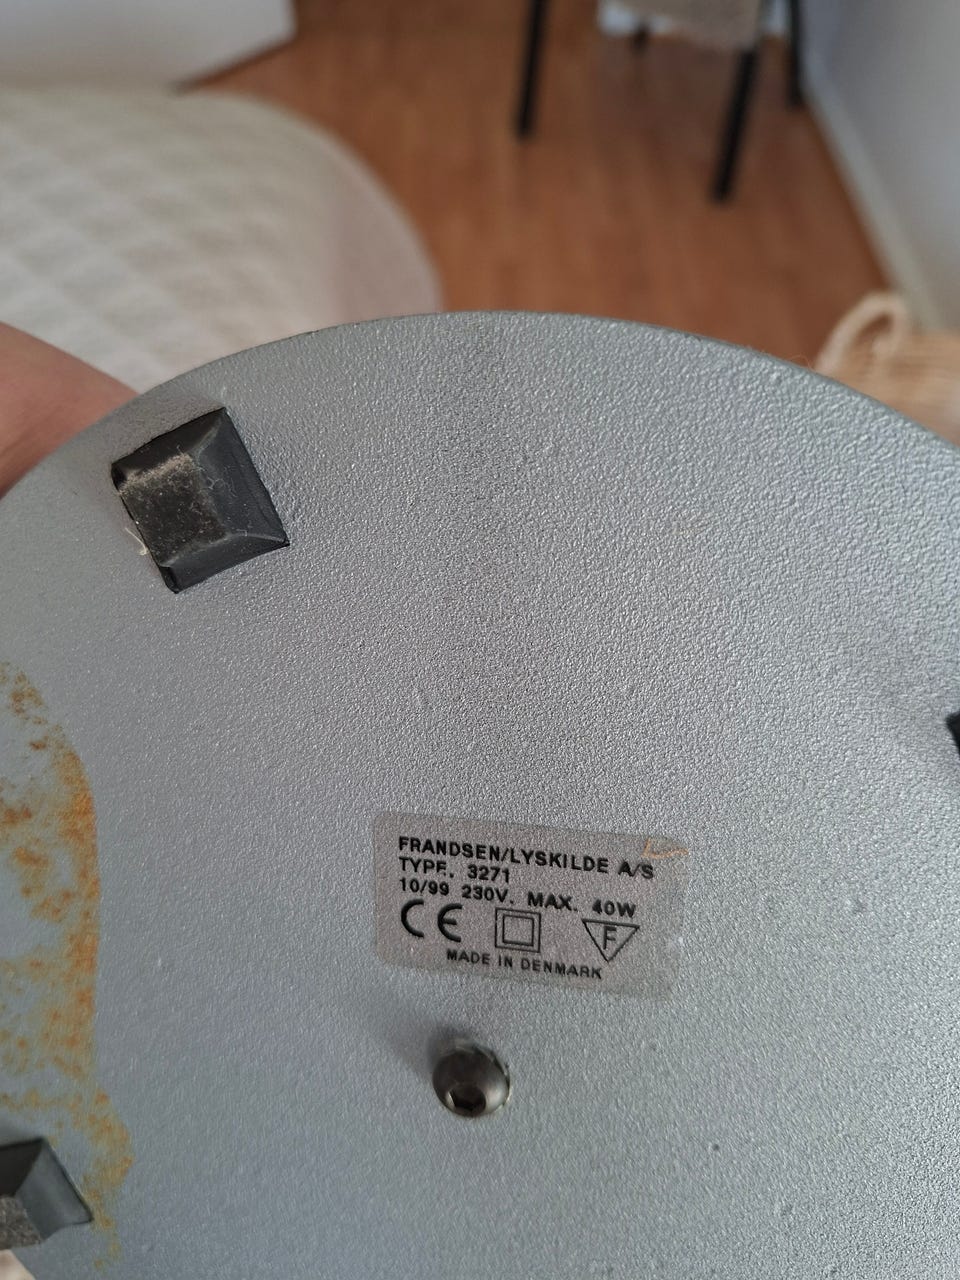 FRANDSEN/LYSKILDE A/S
TYPE. 3271
10/99 230V. MAX. 40W
CE F
MADE IN DENMARK